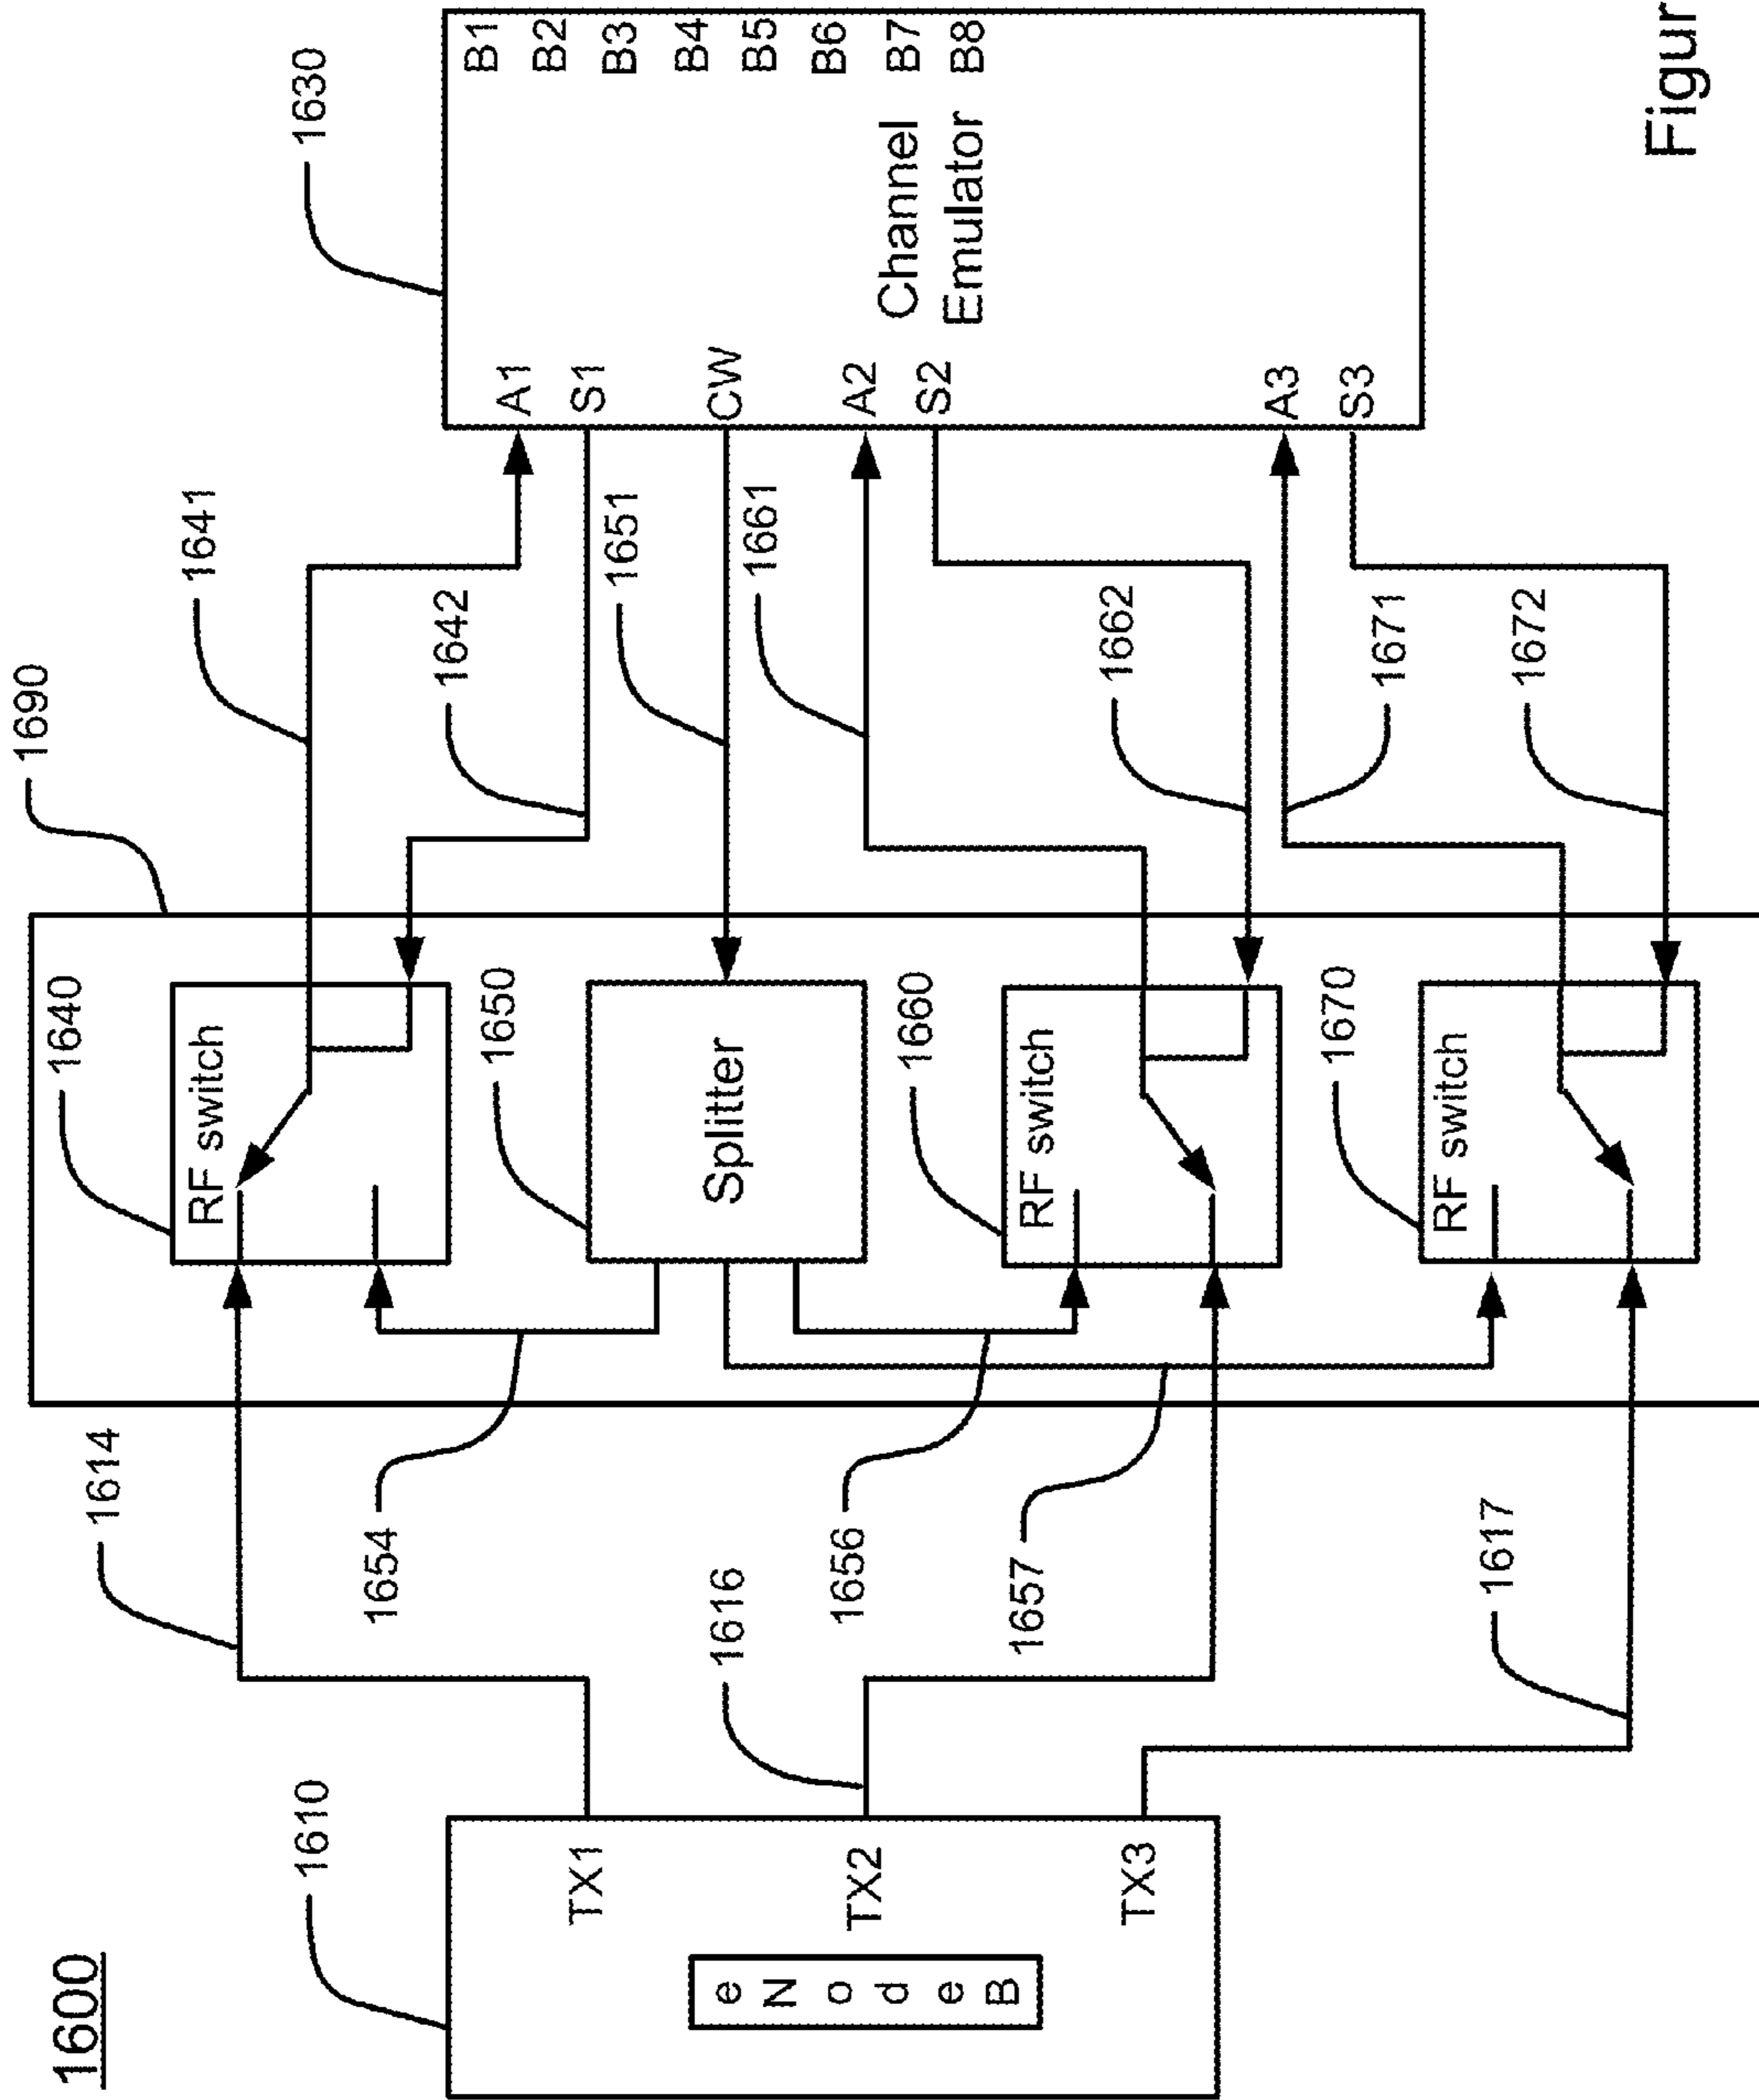 1600
1610
e
N
o
d
e
B
TX1
TX2
TX3
1614
1616
1617
1654
1656
1657
1690
1640
RF switch
1650
Splitter
1660
RF switch
1670
RF switch
1641
1642
1651
1661
1662
1671
1672
1630
A1
S1
CW
A2
S2
A3
S3
Channel
Emulator
B1
B2
B3
B4
B5
B6
B7
B8
Figur